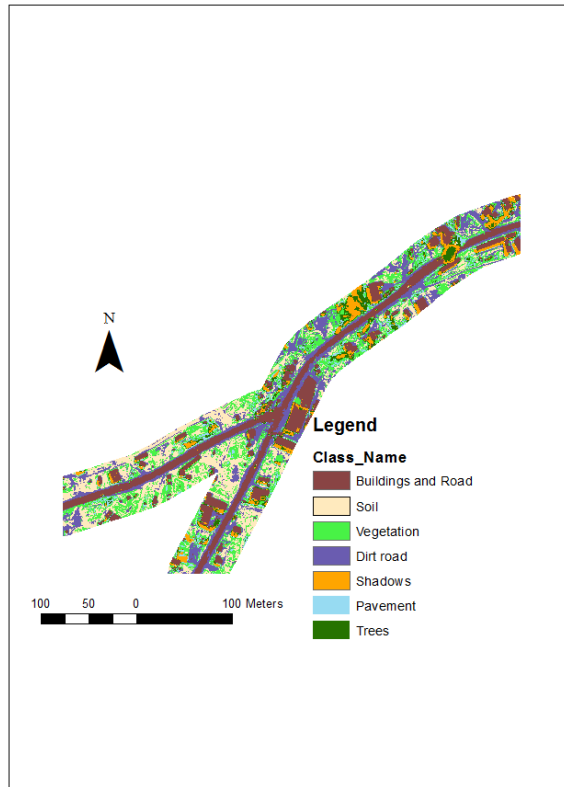 N
Legend
Class_Name
Buildings and Road
Soil
Vegetation
Dirt road
Shadows
Pavement
Trees
100 50 0 100 Meters